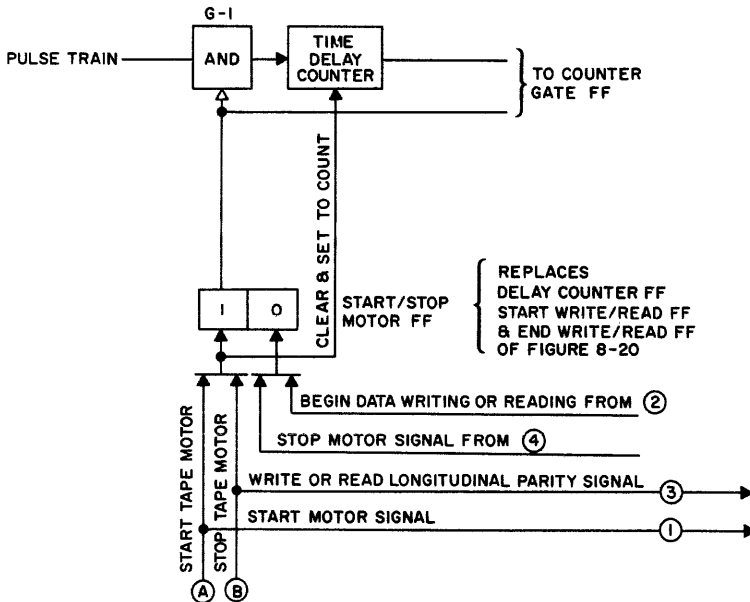 G-1
PULSE TRAIN
AND
TIME
DELAY
COUNTER
TO COUNTER
GATE FF
CLEAR & SET TO COUNT
1 0
START/STOP
MOTOR FF
REPLACES
DELAY COUNTER FF
START WRITE/READ FF
& END WRITE/READ FF
OF FIGURE 8-20
BEGIN DATA WRITING OR READING FROM 2
STOP MOTOR SIGNAL FROM 4
WRITE OR READ LONGITUDINAL PARITY SIGNAL 3
START MOTOR SIGNAL 1
START TAPE MOTOR
STOP TAPE MOTOR
A B